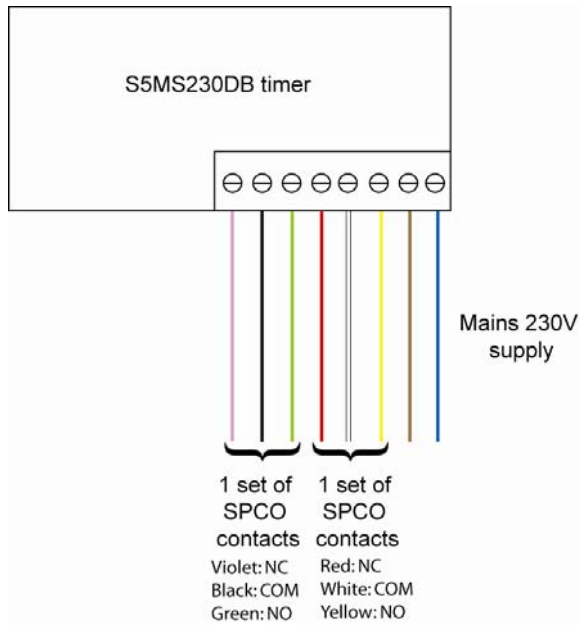 S5MS230DB timer
Mains 230V
supply
1 set of
SPCO
contacts
Violet: NC
Black: COM
Green: NO
1 set of
SPCO
contacts
Red: NC
White: COM
Yellow: NO